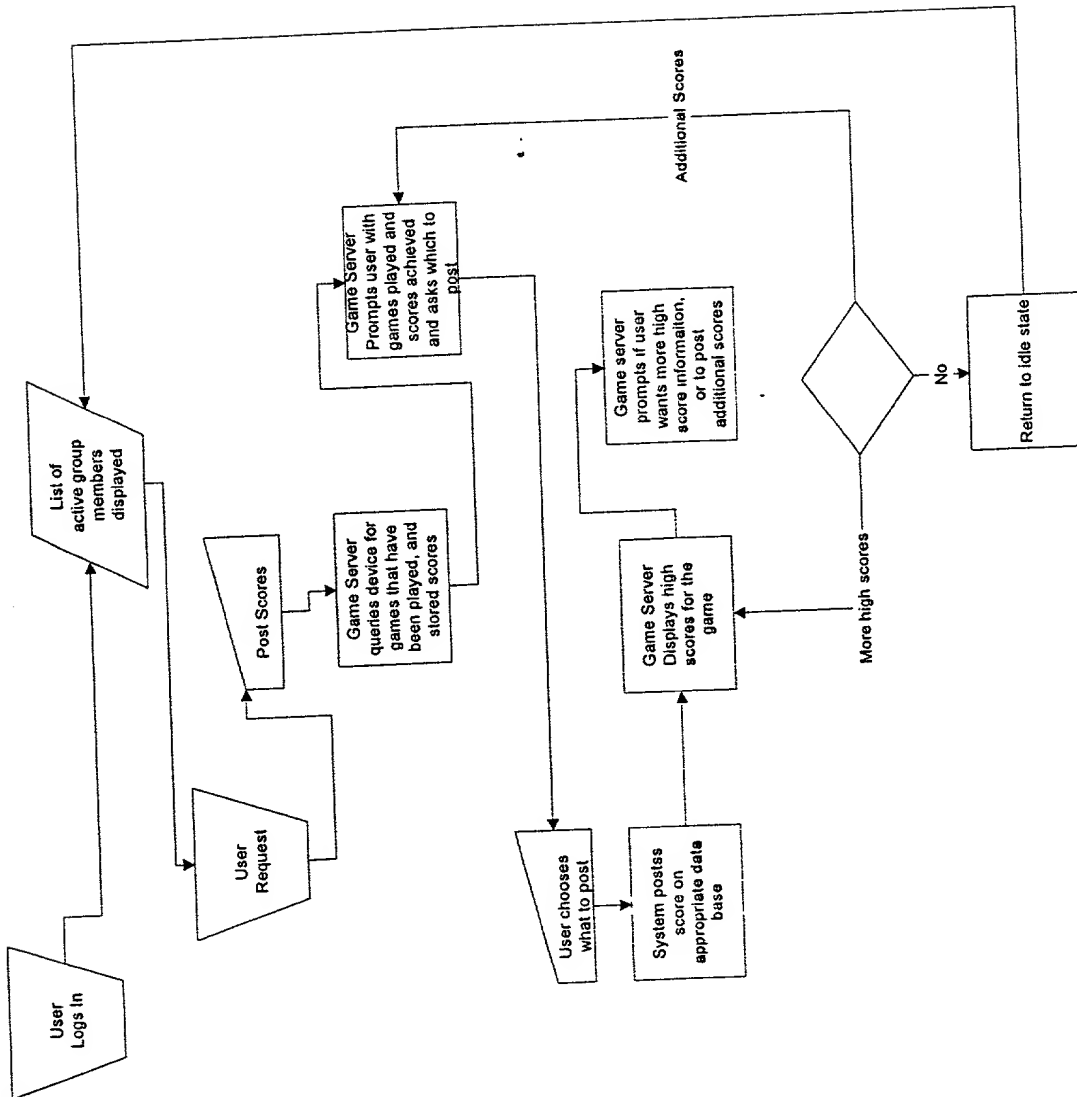 User
Logs In
List of
active group
members
displayed
User
Request
Post Scores
Game Server
queries device for
games that have
been played, and
stored scores
Game Server
Prompts user with
games played and
scores achieved
and asks which to
post
User chooses
what to post
System postss
score on
appropriate data
base
Game Server
Displays high
scores for the
game
Game server
prompts if user
wants more high
score informaiton,
or to post
additional scores
More high scores
Additional Scores
No
Return to idle state